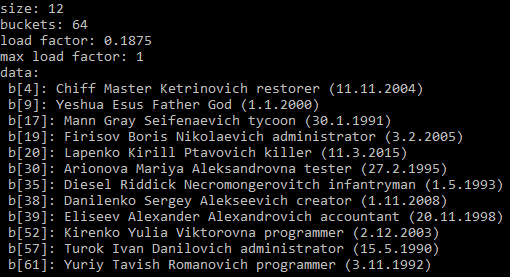 size: 12
buckets: 64
load factor: 0.1875
max load factor: 1
data:
b[4]: Chiff Master Ketrinovich restorer (11.11.2004)
b[9]: Yeshua Esus Father God (1.1.2000)
b[17]: Mann Gray Seifenaevich tycoon (30.1.1991)
b[19]: Firisov Boris Nikolaevich administrator (3.2.2005)
b[20]: Lapenko Kirill Ptavovich killer (11.3.2015)
b[30]: Arionova Mariya Aleksandrovna tester (27.2.1995)
b[35]: Diesel Riddick Necromongerovitch infantryman (1.5.1993)
b[38]: Danilenko Sergey Alekseevich creator (1.11.2008)
b[39]: Eliseev Alexander Alexandrovich accountant (20.11.1998)
b[52]: Kirenko Yulia Viktorovna programmer (2.12.2003)
b[57]: Turok Ivan Danilovich administrator (15.5.1990)
b[61]: Yuriy Tavish Romanovich programmer (3.11.1992)